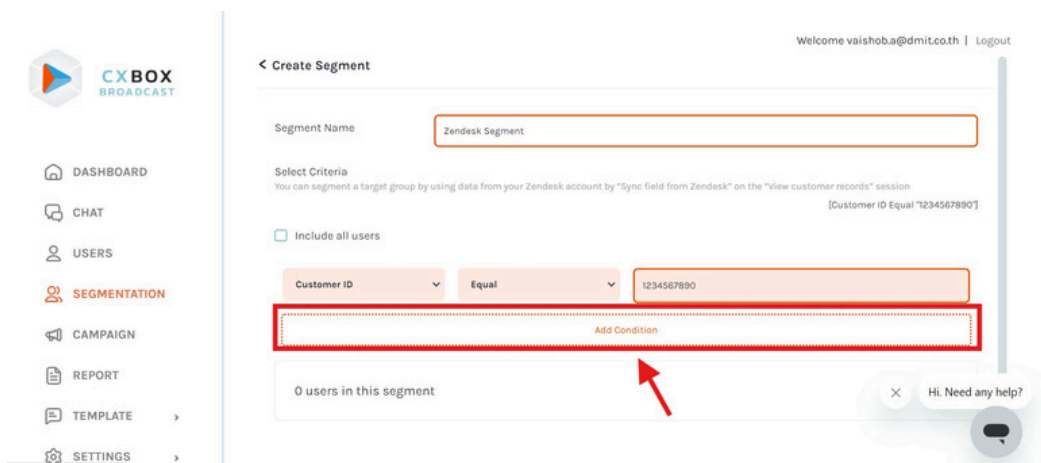 Welcome vaishob.a@dmit.co.th | Logout
CXBOX
BROADCAST
DASHBOARD
CHAT
USERS
SEGMENTATION
CAMPAIGN
REPORT
TEMPLATE
SETTINGS
Create Segment
Segment Name
Zendesk Segment
Select Criteria
You can segment a target group by using data from your Zendesk account by "Sync field from Zendesk" on the "View customer records" session
[Customer ID Equal "1234567890"]
Include all users
Customer ID Equal 1234567890
Add Condition
0 users in this segment
Hi. Need any help?